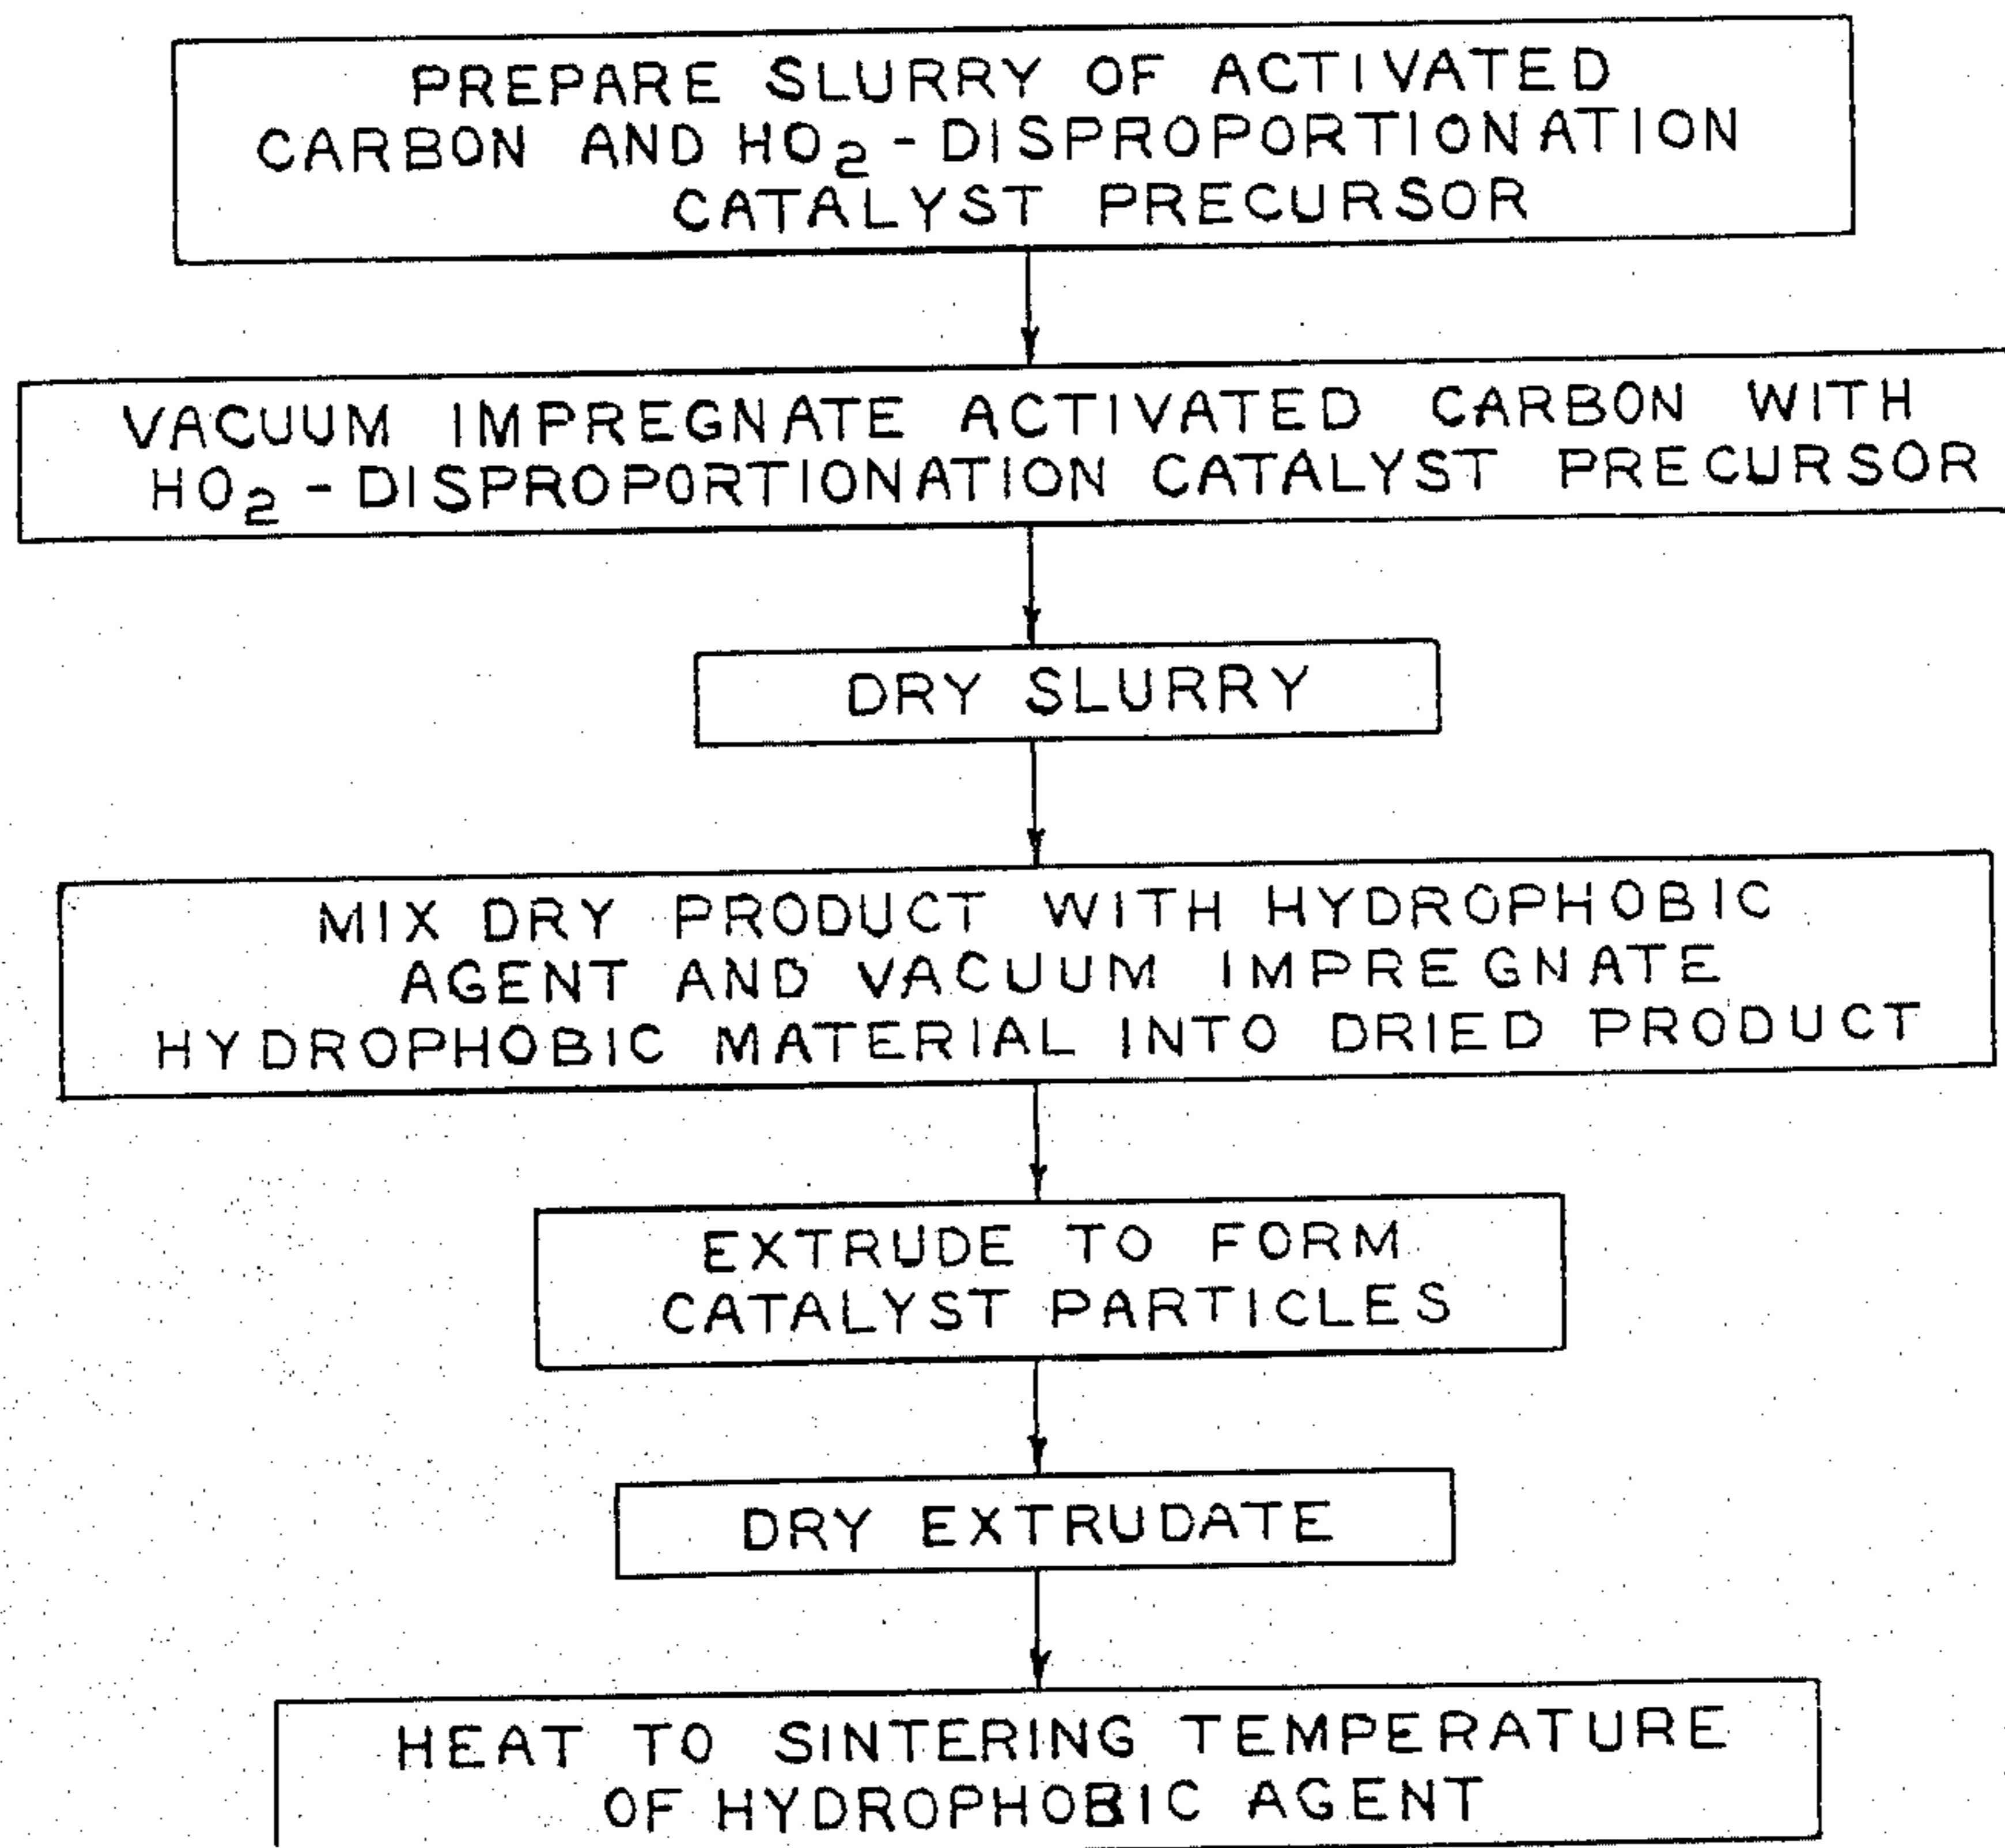 PREPARE SLURRY OF ACTIVATED
CARBON AND HO₂-DISPROPORTIONATION
CATALYST PRECURSOR
VACUUM IMPREGNATE ACTIVATED CARBON WITH
HO₂-DISPROPORTIONATION CATALYST PRECURSOR
DRY SLURRY
MIX DRY PRODUCT WITH HYDROPHOBIC
AGENT AND VACUUM IMPREGNATE
HYDROPHOBIC MATERIAL INTO DRIED PRODUCT
EXTRUDE TO FORM
CATALYST PARTICLES
DRY EXTRUDATE
HEAT TO SINTERING TEMPERATURE
OF HYDROPHOBIC AGENT